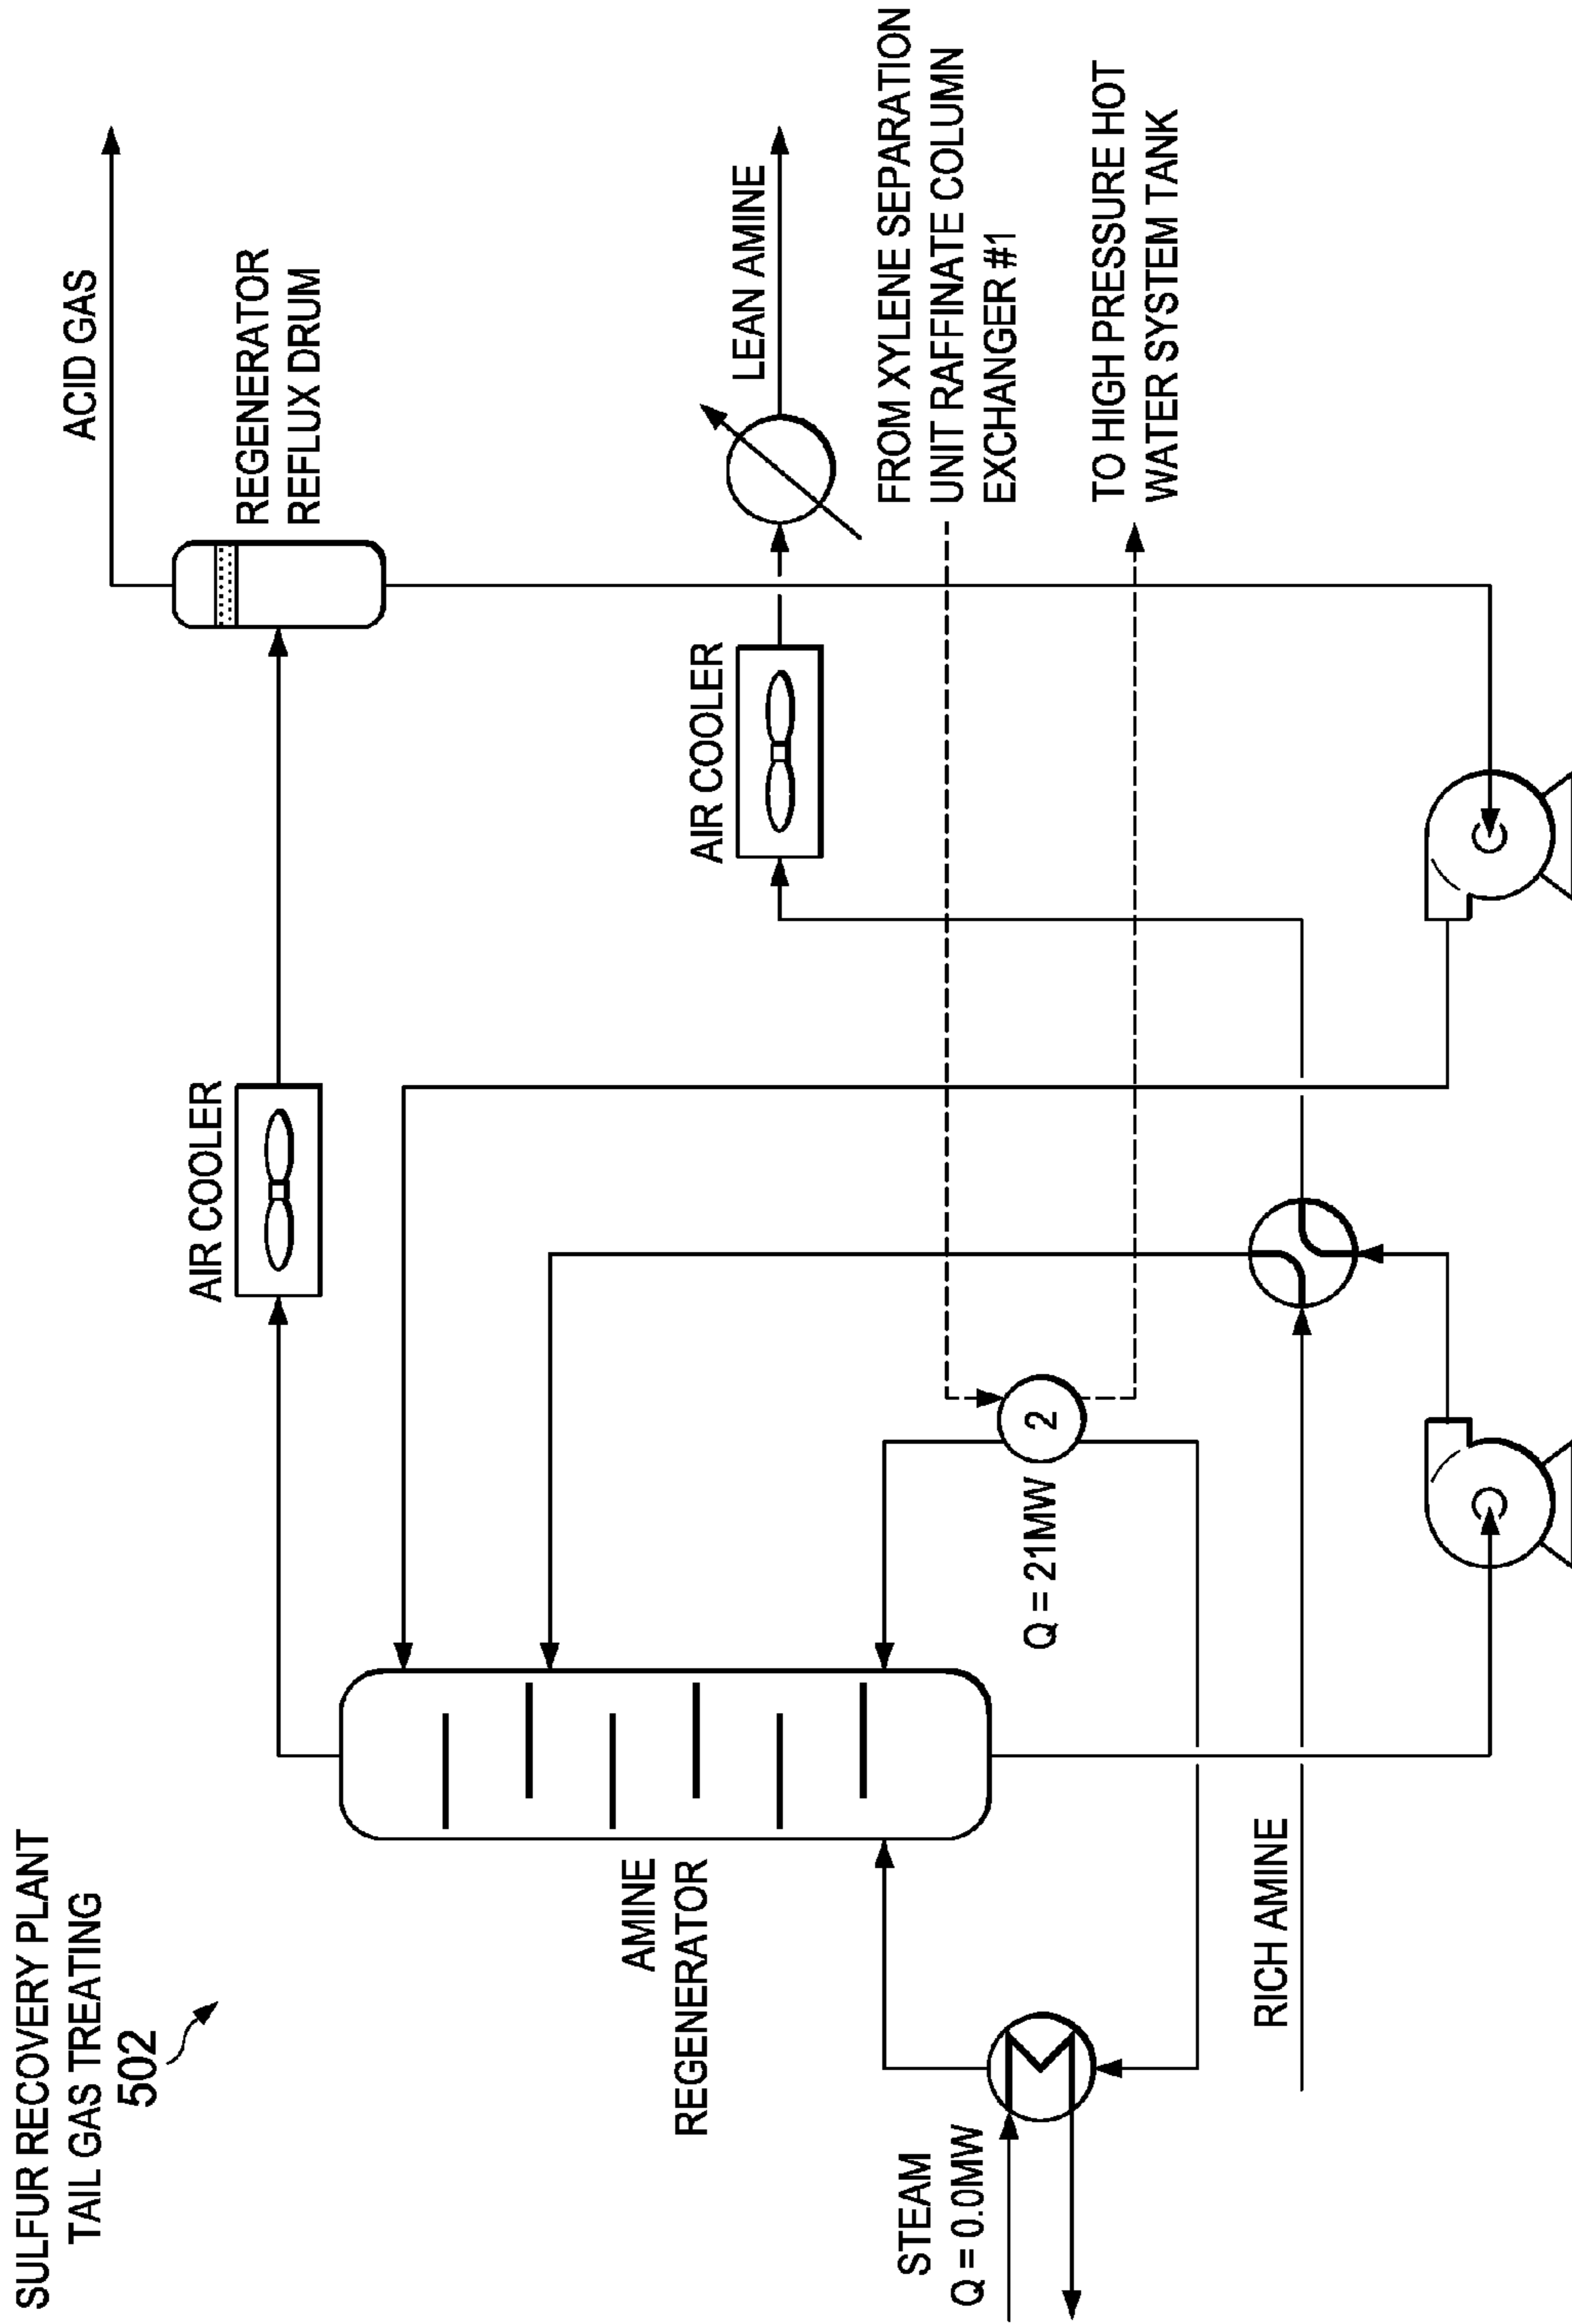 SULFUR RECOVERY PLANT
TAIL GAS TREATING
502
AIR COOLER
ACID GAS
REGENERATOR
REFLUX DRUM
AMINE
REGENERATOR
AIR COOLER
LEAN AMINE
STEAM
Q = 0.0MW
Q = 21MW
2
FROM XYLENE SEPARATION
UNIT RAFFINATE COLUMN
EXCHANGER #1
TO HIGH PRESSURE HOT
WATER SYSTEM TANK
RICH AMINE